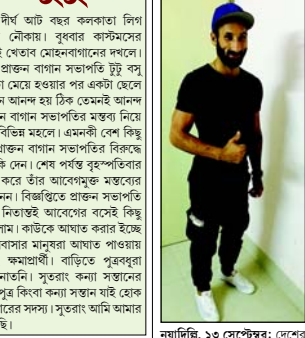 দীর্ঘ আট বছর কলকাতা লিগ
নৌকায়। বুধবার কাস্টমসের
খেতাব মোহনবাগানের দখলে।
প্রাক্তন বাগান সভাপতি টুটু বসু
মেয়ে হওয়ার পর একটা ছেলে
আনন্দ হয় ঠিক তেমনই আনন্দ
বাগান সভাপতির মন্তব্য নিয়ে
বিভিন্ন মহলে। এমনকী বেশ কিছু
প্রাক্তন বাগান সভাপতির বিরুদ্ধে
দেন। শেষ পর্যন্ত বৃহস্পতিবার
করে তাঁর আবেগমুক্ত মন্তব্যের
নেন। বিজ্ঞপ্তিতে প্রাক্তন সভাপতি
নিতান্তই আবেগের বসেই কিছু
কাউকে আঘাত করার ইচ্ছে
মানুষরা আঘাত পাওয়ায়
ক্ষমাপ্রার্থী। বাড়িতে পুত্রবধূরা
নাতনি। সুতরাং কন্যা সন্তানের
পুত্র কিংবা কন্যা সন্তান যাই হোক
সদস্য। সুতরাং আমি আমার
নয়াদিল্লি, ১৩ সেপ্টেম্বর: দেশের